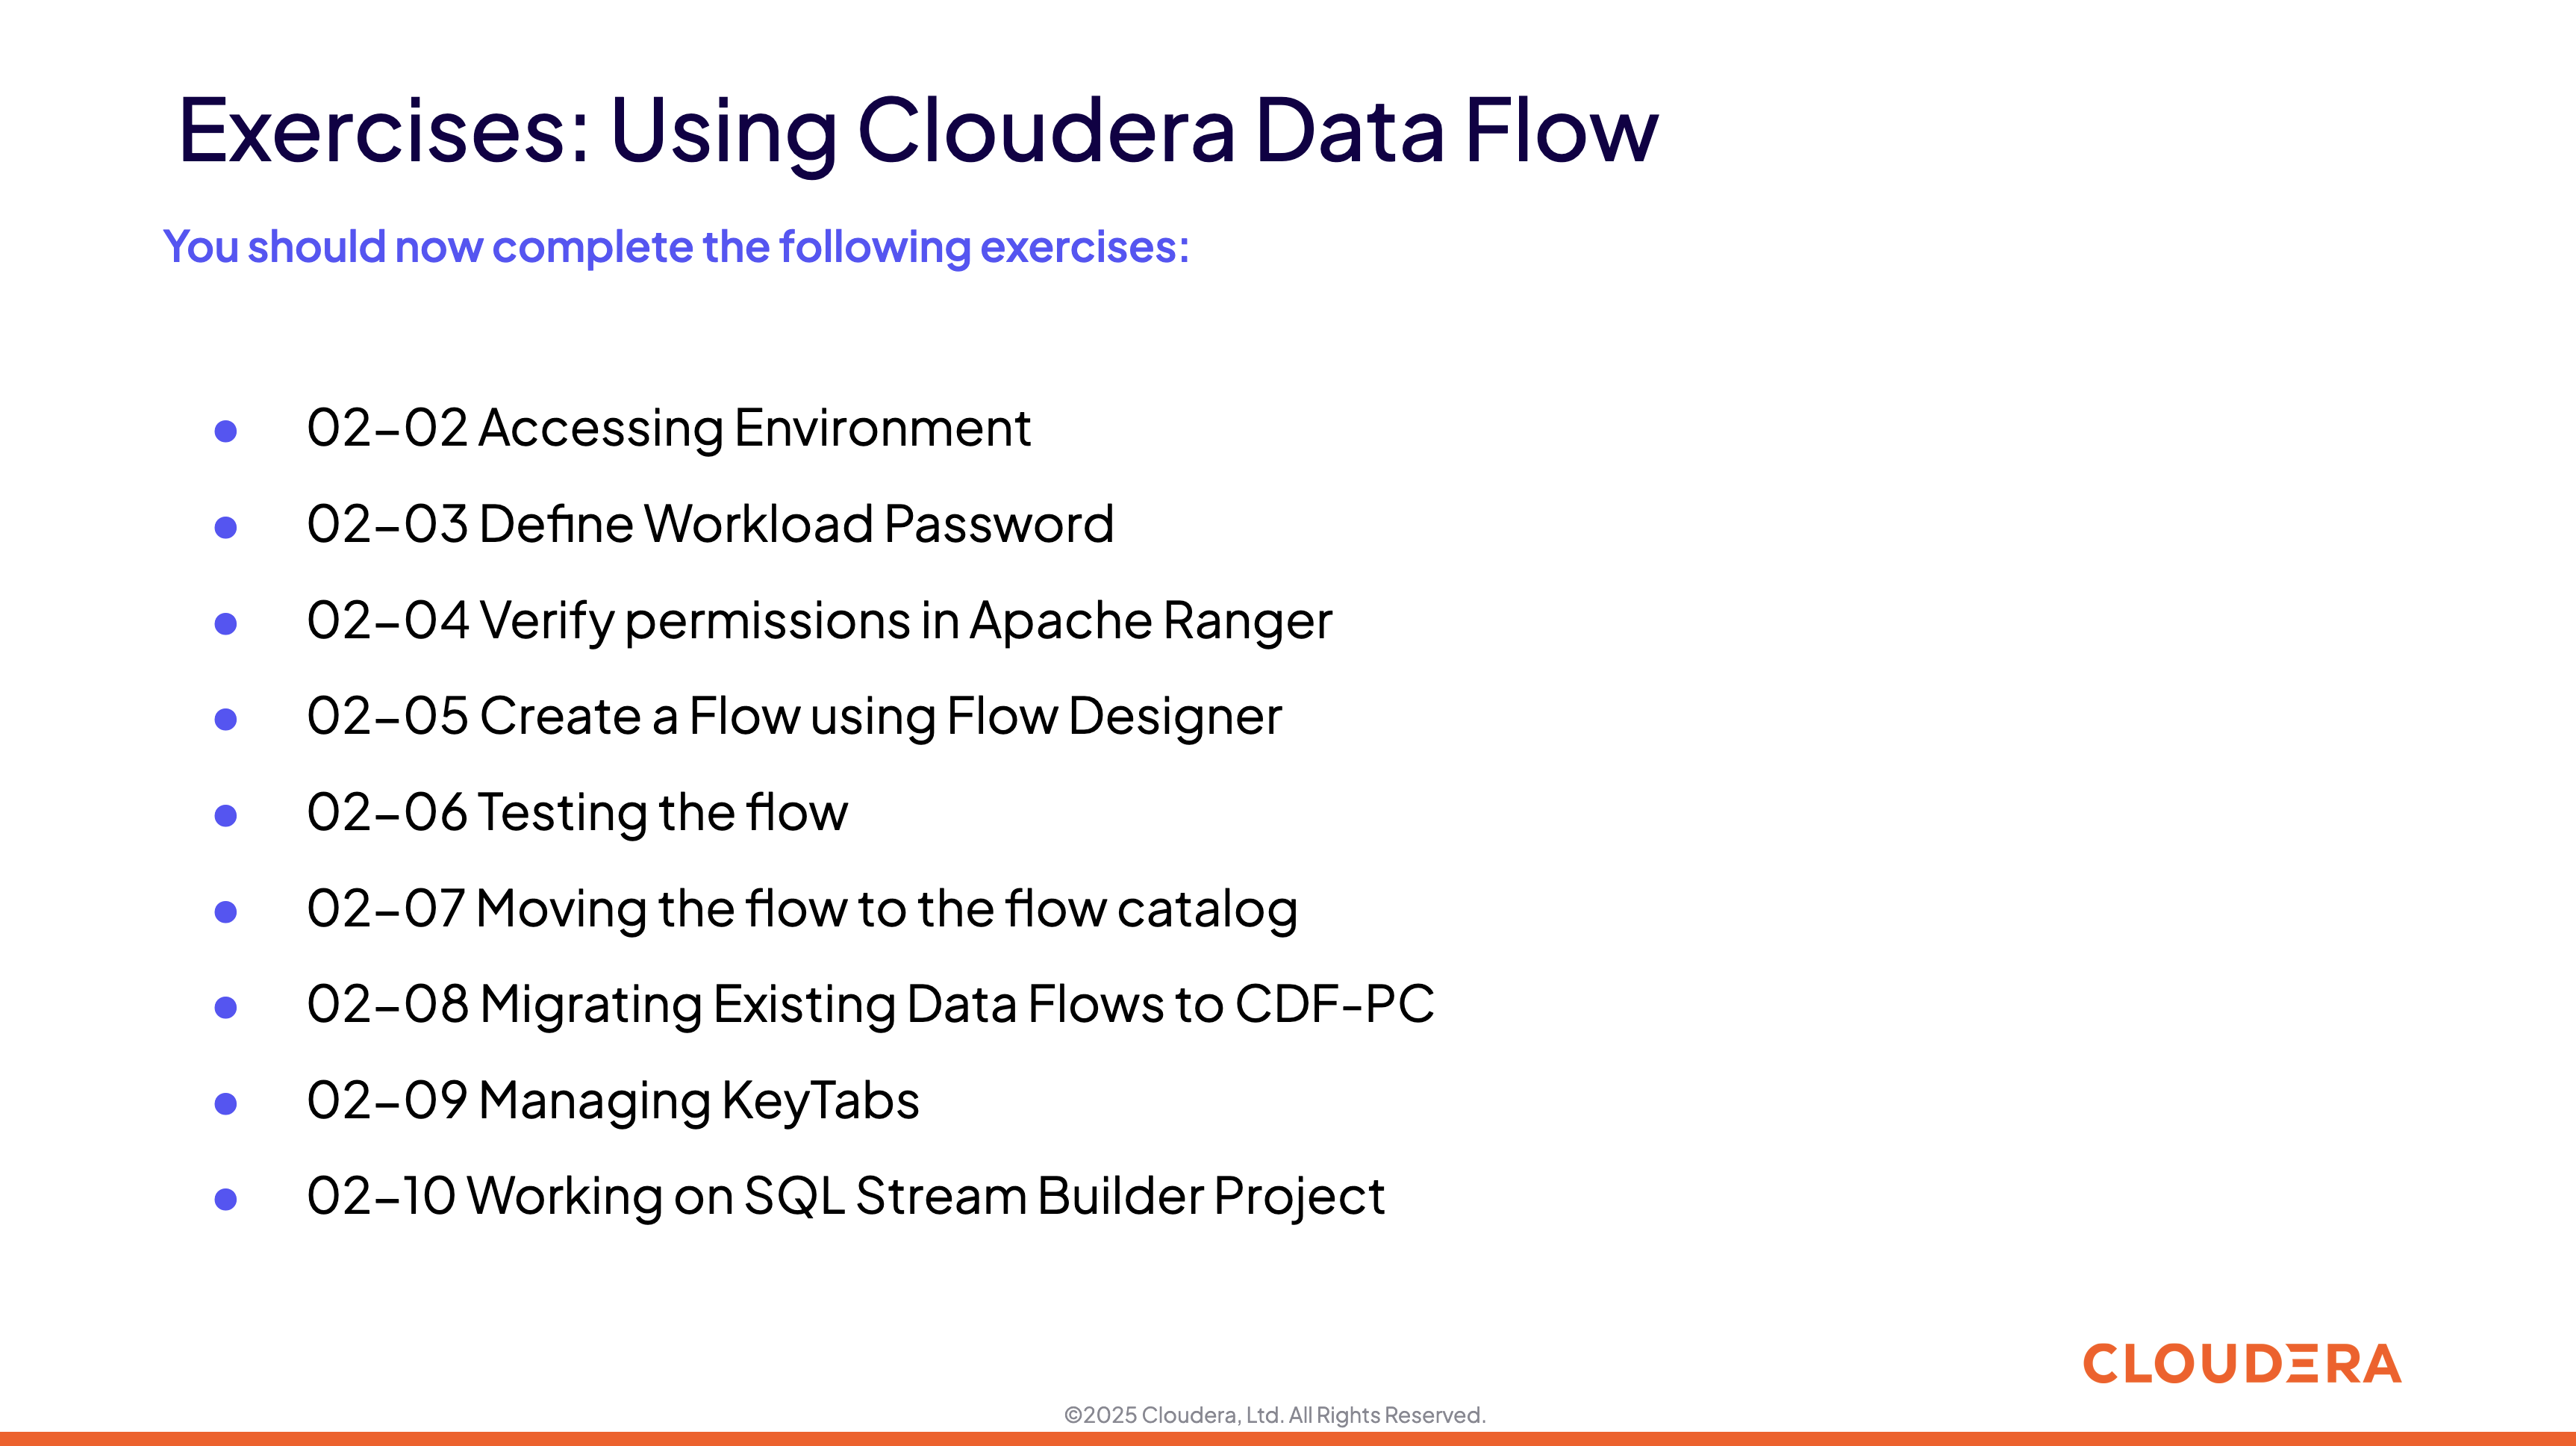 Exercises: Using Cloudera Data Flow
You should now complete the following exercises:
● 02–02 Accessing Environment
● 02–03 Define Workload Password
● 02–04 Verify permissions in Apache Ranger
● 02–05 Create a Flow using Flow Designer
● 02–06 Testing the flow
● 02–07 Moving the flow to the flow catalog
● 02–08 Migrating Existing Data Flows to CDF-PC
● 02–09 Managing KeyTabs
● 02–10 Working on SQL Stream Builder Project
CLOUDERA
©2025 Cloudera, Ltd. All Rights Reserved.